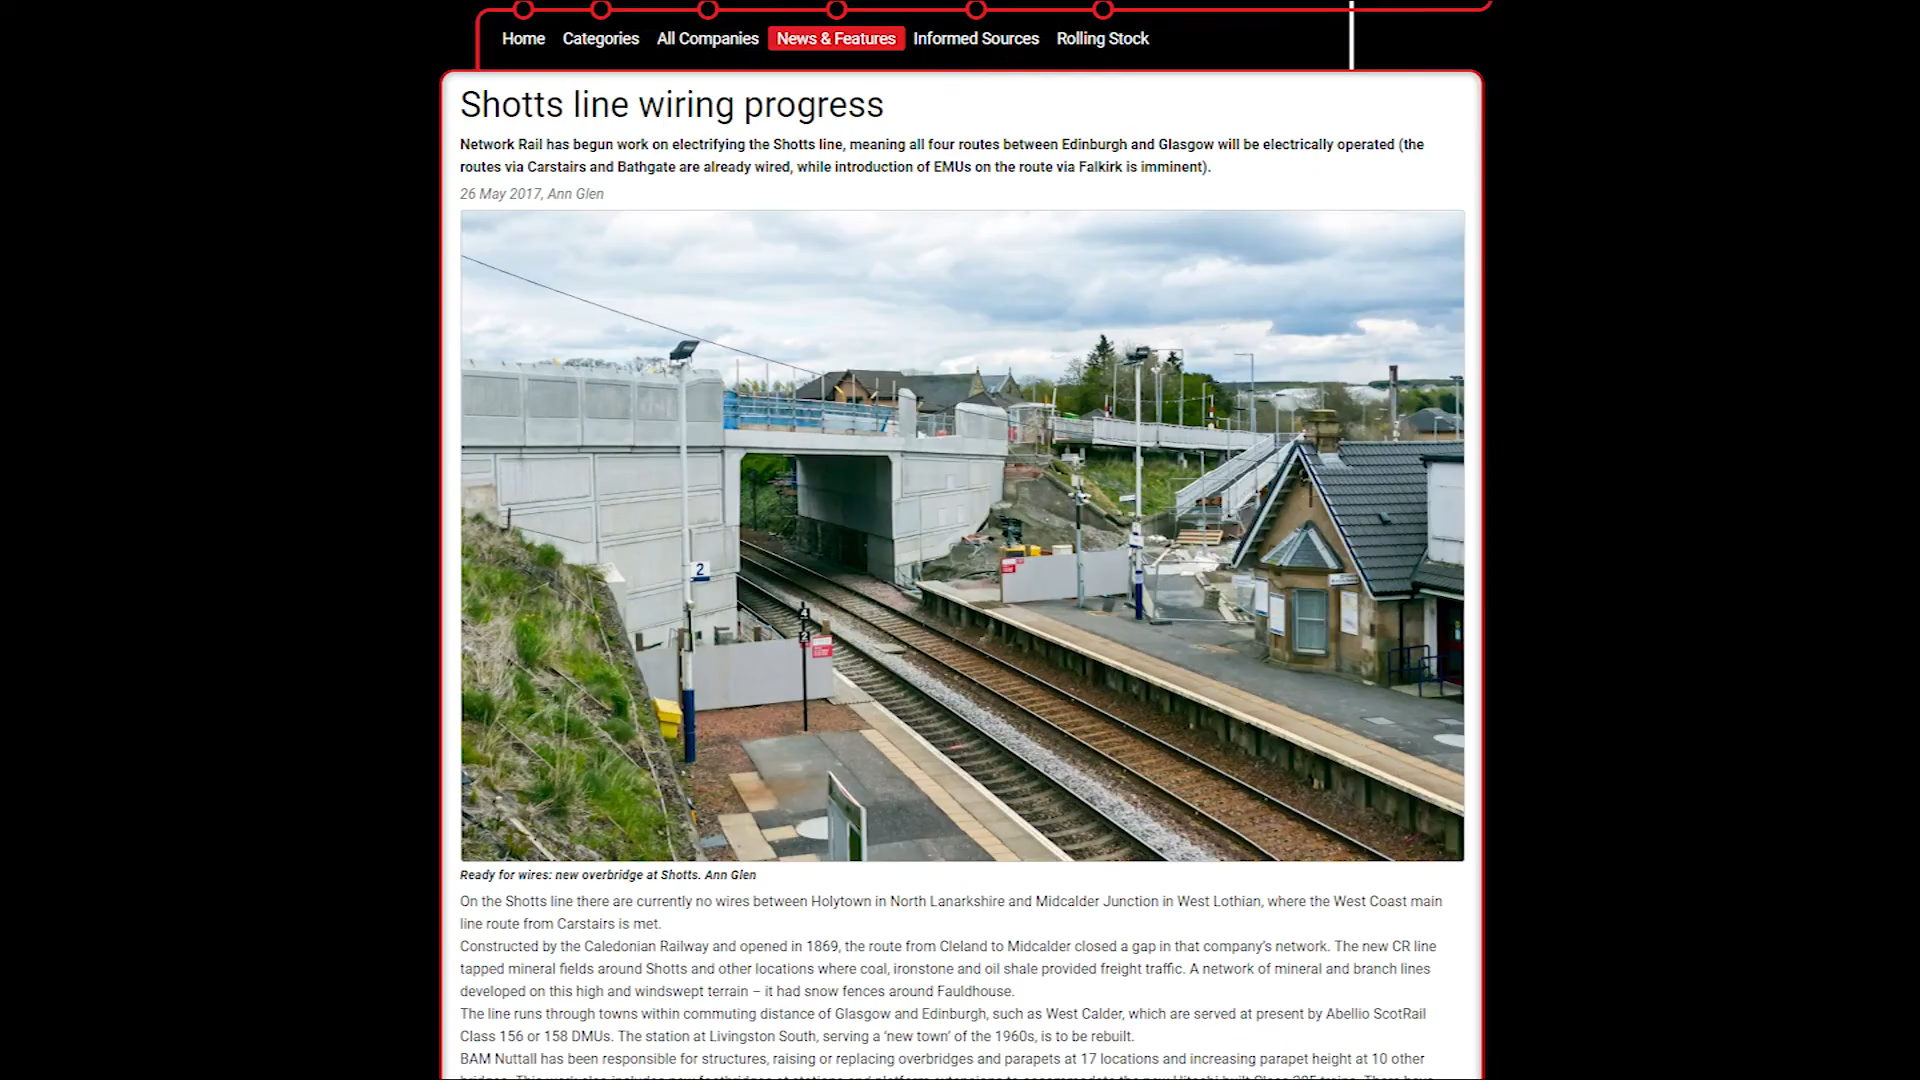 Home Categories All Companies News & Features Informed Sources Rolling Stock
Shotts line wiring progress
Network Rail has begun work on electrifying the Shotts line, meaning all four routes between Edinburgh and Glasgow will be electrically operated (the
routes via Carstairs and Bathgate are already wired, while introduction of EMUs on the route via Falkirk is imminent).
26 May 2017, Ann Glen
2
4
2
Ready for wires: new overbridge at Shotts. Ann Glen
On the Shotts line there are currently no wires between Holytown in North Lanarkshire and Midcalder Junction in West Lothian, where the West Coast main
line route from Carstairs is met.
Constructed by the Caledonian Railway and opened in 1869, the route from Cleland to Midcalder closed a gap in that company's network. The new CR line
tapped mineral fields around Shotts and other locations where coal, ironstone and oil shale provided freight traffic. A network of mineral and branch lines
developed on this high and windswept terrain – it had snow fences around Fauldhouse.
The line runs through towns within commuting distance of Glasgow and Edinburgh, such as West Calder, which are served at present by Abellio ScotRail
Class 156 or 158 DMUs. The station at Livingston South, serving a ‘new town’ of the 1960s, is to be rebuilt.
BAM Nuttall has been responsible for structures, raising or replacing overbridges and parapets at 17 locations and increasing parapet height at 10 other